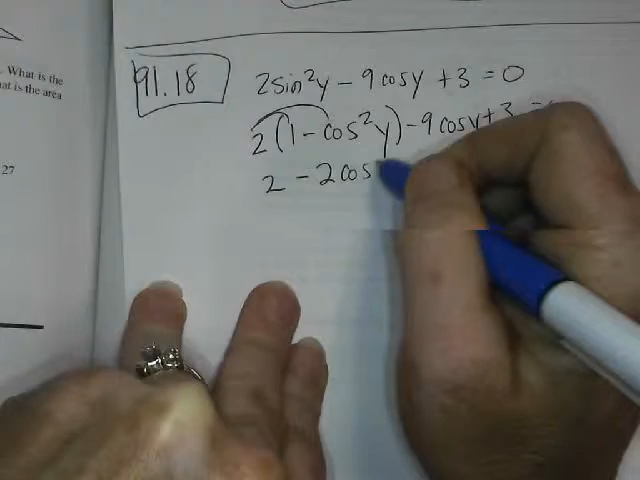 . What is the
at is the area
27
91.18
2sin²y − 9cosy + 3 = 0
2(1 − cos²y) − 9cosy + 3 =
2 − 2cos